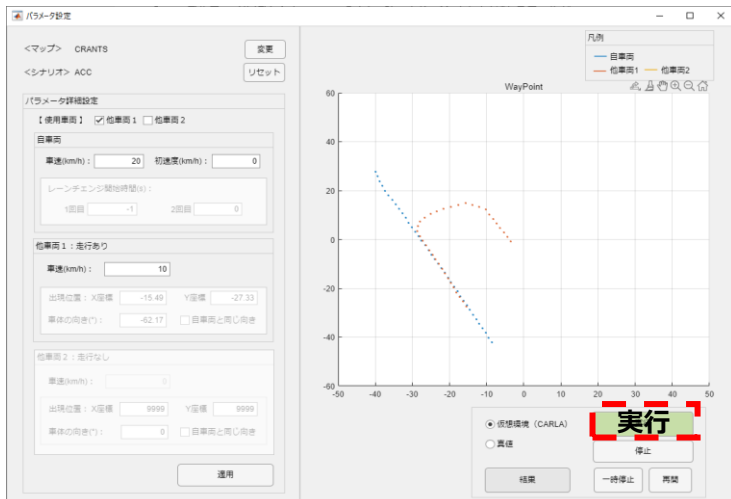 パラメータ設定
<マップ> CRANTS
変更
<シナリオ> ACC
リセット
パラメータ詳細設定
【 使用車両 】 他車両 1 他車両 2
自車両
車速(km/h)： 20 初速度(km/h)： 0
レーンチェンジ開始時間(s)：
1回目 -1 2回目 0
他車両 1 ：走行あり
車速(km/h)： 10
出現位置： X座標 -15.49 Y座標 -27.33
車体の向き(°)： -62.17 自車両と同じ向き
他車両 2 ：走行なし
車速(km/h)： 0
出現位置： X座標 9999 Y座標 9999
車体の向き(°)： 0 自車両と同じ向き
適用
凡例
自車両
他車両1 他車両2
WayPoint
60
40
20
0
-20
-40
-60
-50 -40 -30 -20 -10 0 10 20 30 40 50
仮想環境（CARLA）
実行
真値
停止
結果
一時停止
再開